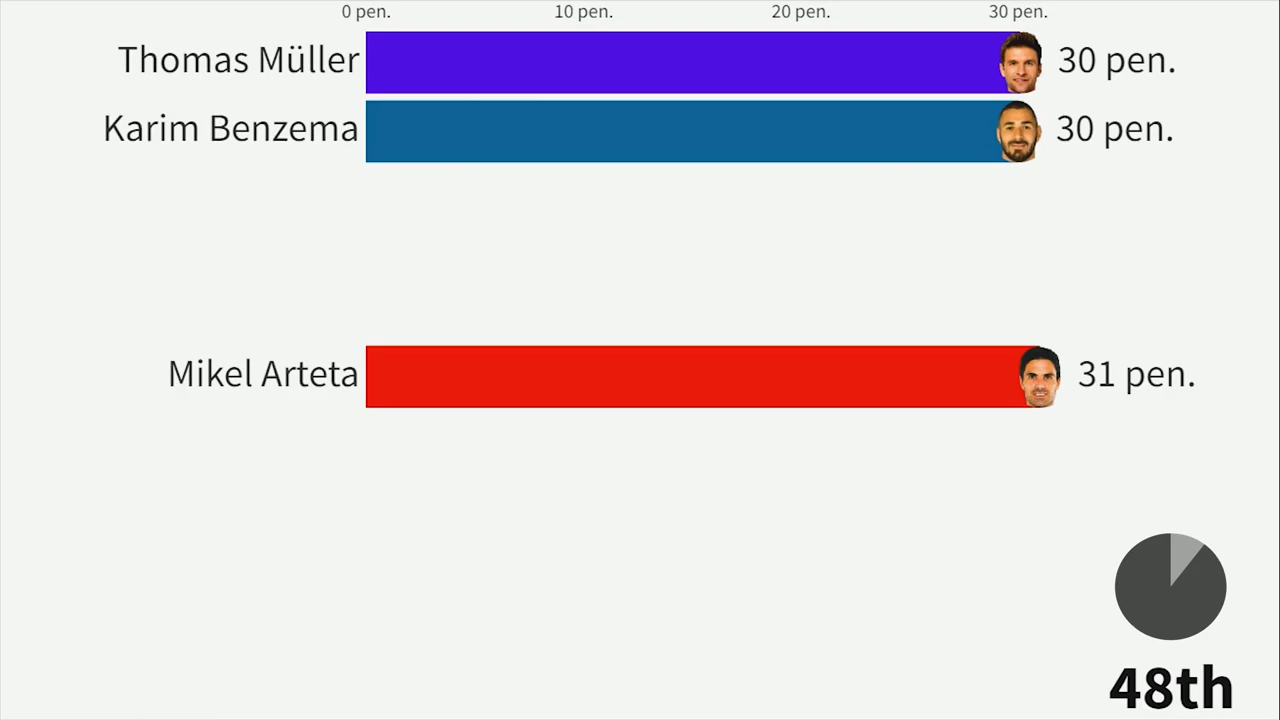 0 pen. 10 pen. 20 pen. 30 pen.
Thomas Müller 30 pen.
Karim Benzema 30 pen.
Mikel Arteta 31 pen.
48th